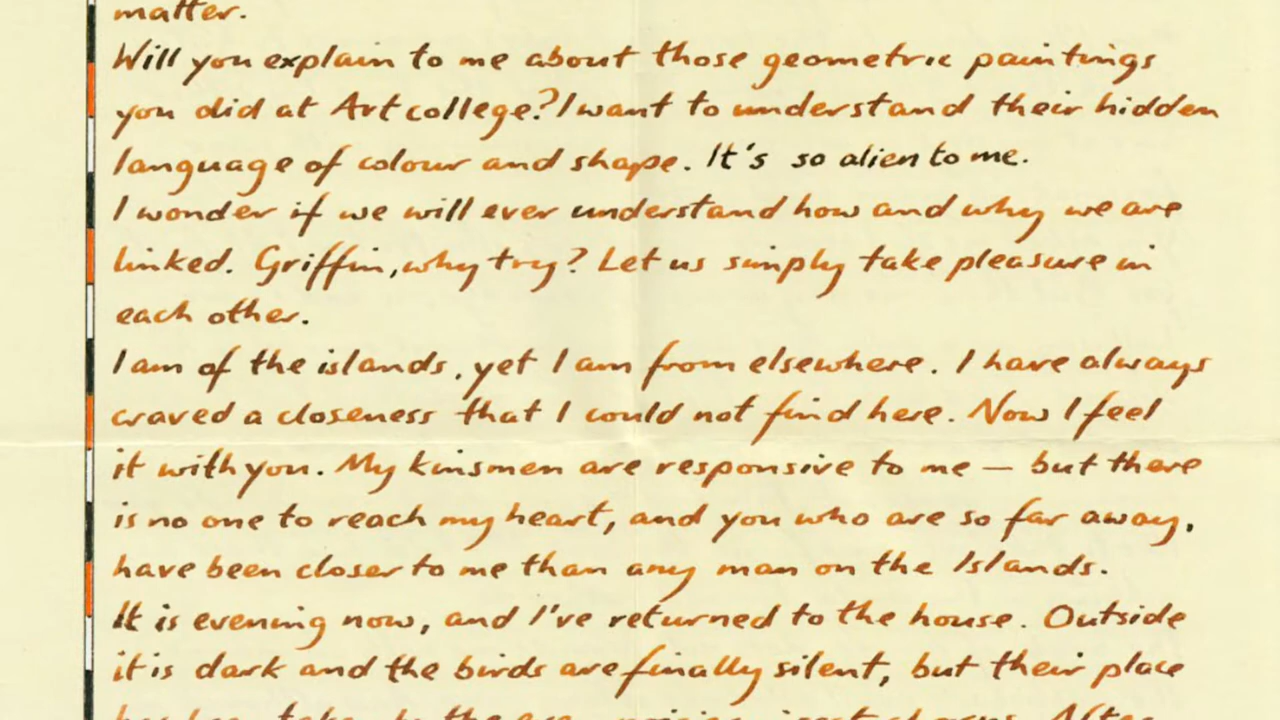 matter.
Will you explain to me about those geometric paintings
you did at Art college? I want to understand their hidden
language of colour and shape. It's so alien to me.
I wonder if we will ever understand how and why we are
linked. Griffin, why try? Let us simply take pleasure in
each other.
I am of the islands, yet I am from elsewhere. I have always
craved a closeness that I could not find here. Now I feel
it with you. My kinsmen are responsive to me — but there
is no one to reach my heart, and you who are so far away,
have been closer to me than any man on the Islands.
It is evening now, and I've returned to the house. Outside
it is dark and the birds are finally silent, but their place
the